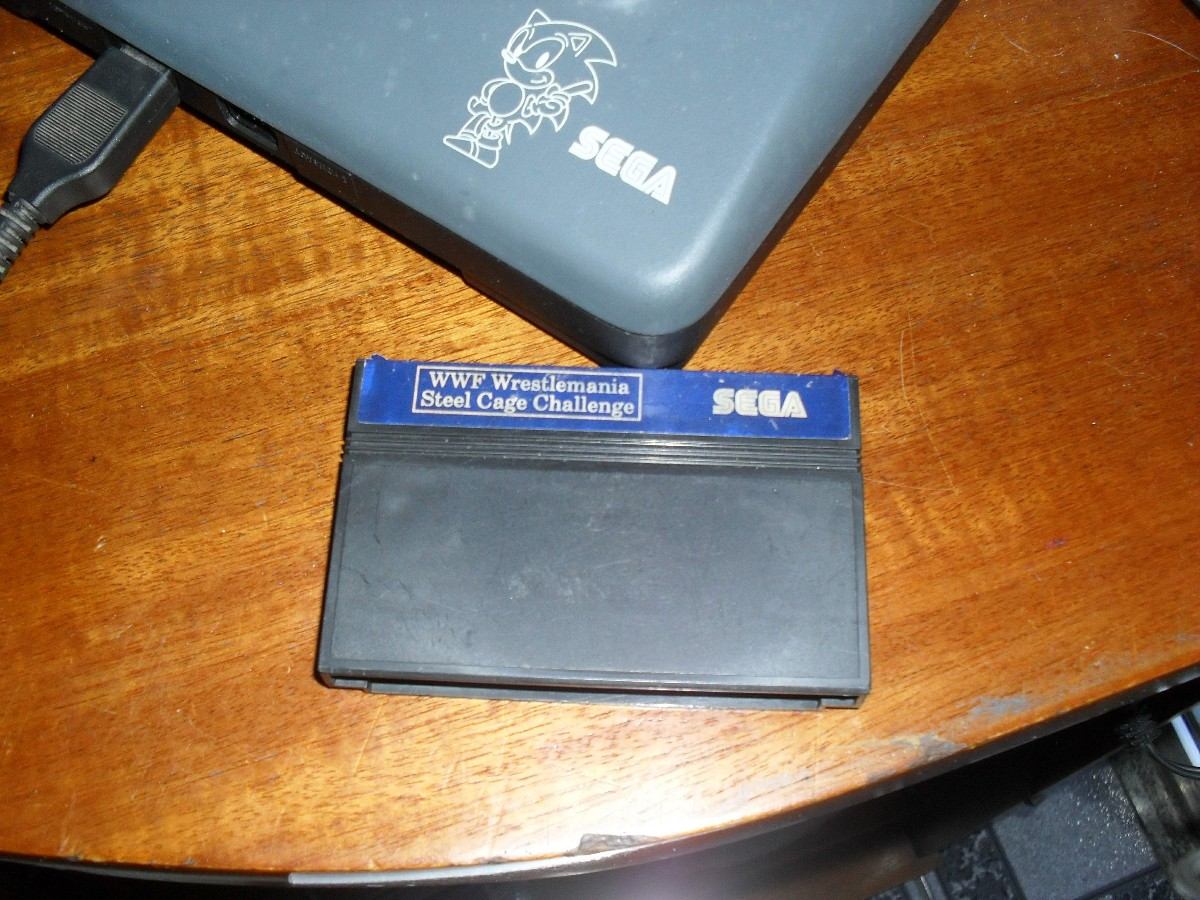 SEGA
WWF Wrestlemania
Steel Cage Challenge
SEGA